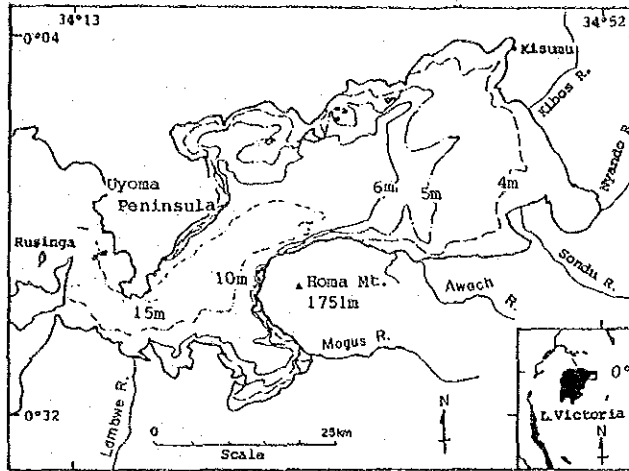 34°13
34°52
0°04
Kisumu
Kibos R.
Nyando R
Uyoma
Peninsula
6m
5m
4m
Rusinga
Sondu R.
10m
Homa Mt.
1751m
Awach
R.
15m
Mogus R.
Lambwe R.
0°
L.Victoria
0°32
N
N
0
25km
Scale